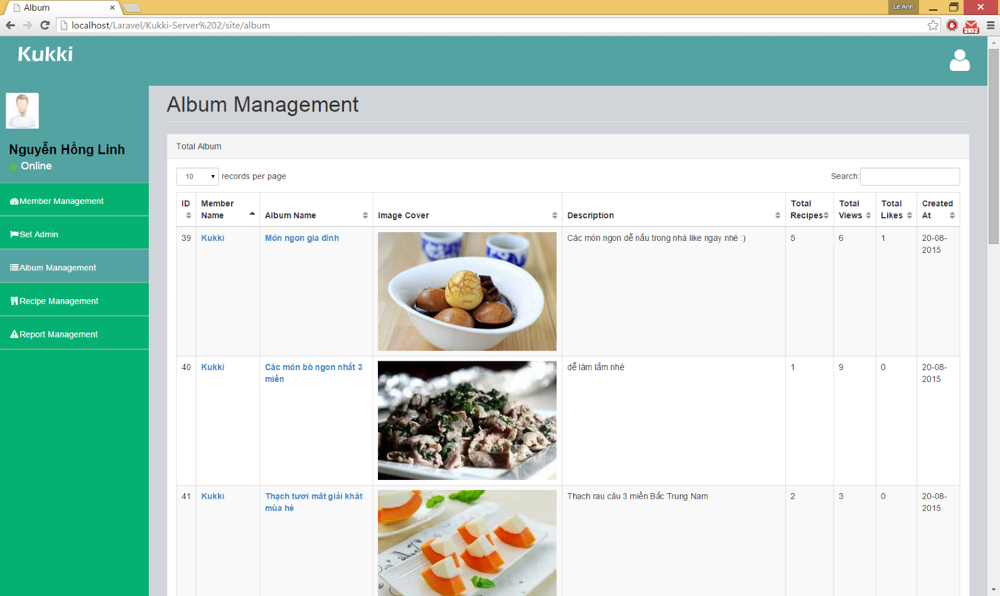 Album
Lê Anh
localhost/Laravel/Kukki-Server%202/site/album
2932
Kukki
Nguyễn Hồng Linh
Online
Member Management
Set Admin
Album Management
Recipe Management
Report Management
Album Management
Total Album
10 records per page
Search:
ID Member Name Album Name Image Cover Description Total Recipes Total Views Total Likes Created At
39 Kukki Món ngon gia đình Các món ngon dễ nấu trong nhà like ngay nhé :) 5 6 1 20-08-
2015
40 Kukki Các món bò ngon nhất 3 dễ làm lắm nhé 1 9 0 20-08-
miền 2015
41 Kukki Thạch tươi mát giải khát Thạch rau câu 3 miền Bắc Trung Nam 2 3 0 20-08-
mùa hè 2015